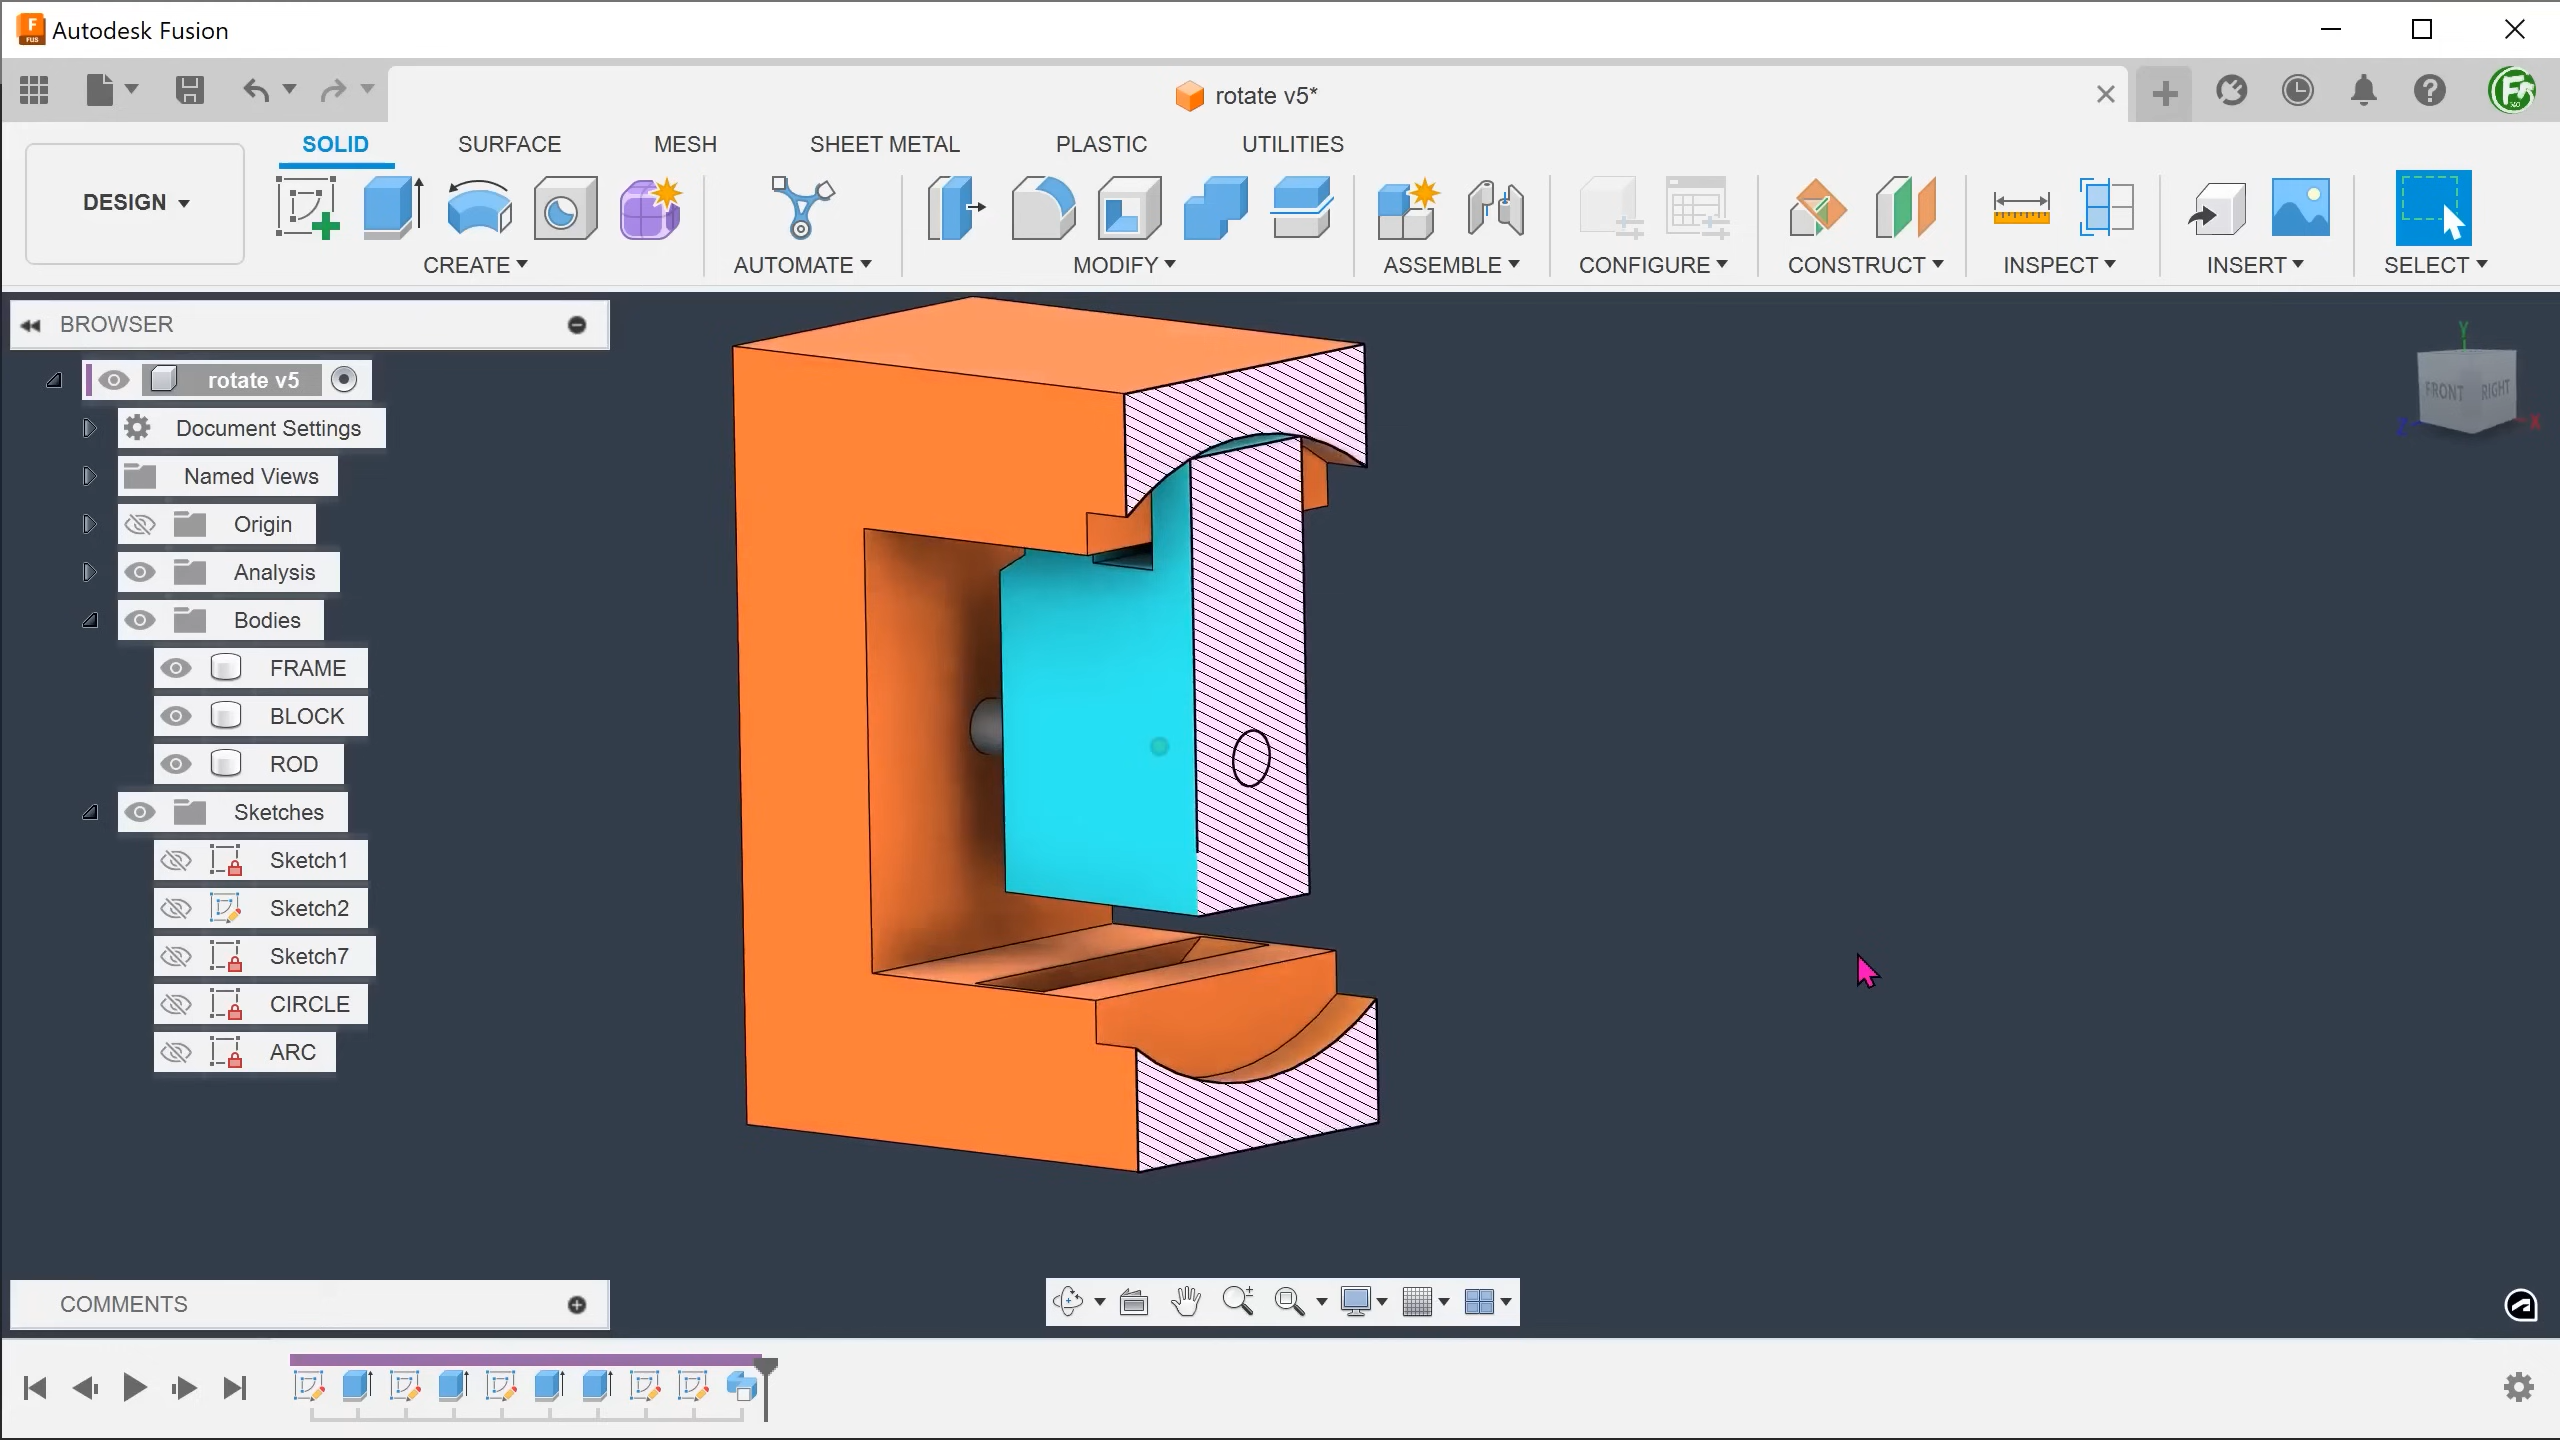 Autodesk Fusion
rotate v5*
SOLID SURFACE MESH SHEET METAL PLASTIC UTILITIES
DESIGN
CREATE AUTOMATE MODIFY ASSEMBLE CONFIGURE CONSTRUCT INSPECT INSERT SELECT
BROWSER
rotate v5
Document Settings
Named Views
Origin
Analysis
Bodies
FRAME
BLOCK
ROD
Sketches
Sketch1
Sketch2
Sketch7
CIRCLE
ARC
Y
FRONT RIGHT
Z X
COMMENTS